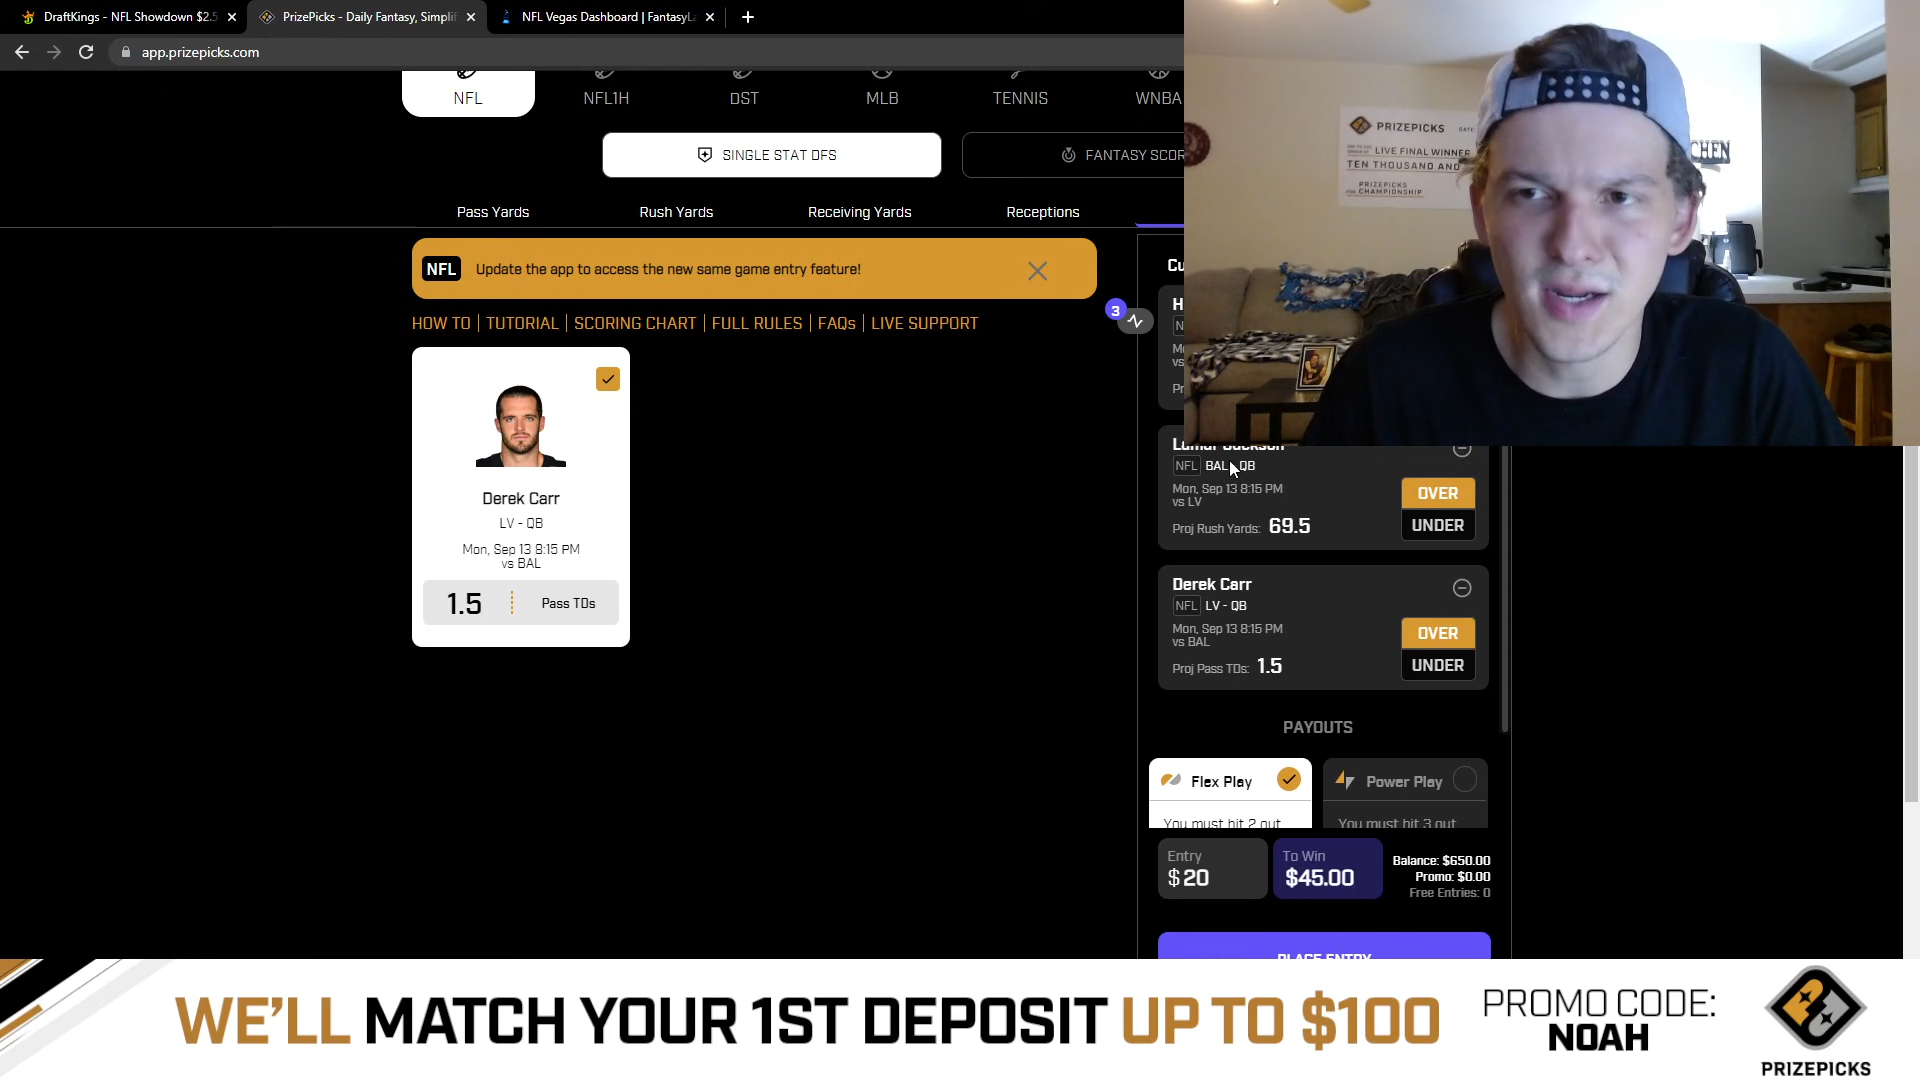 DraftKings - NFL Showdown $2.5
PrizePicks - Daily Fantasy, Simplif
NFL Vegas Dashboard | FantasyLa
app.prizepicks.com
NFL
NFL1H
DST
MLB
TENNIS
WNBA
SINGLE STAT DFS
FANTASY SCOR
Pass Yards
Rush Yards
Receiving Yards
Receptions
NFL
Update the app to access the new same game entry feature!
HOW TO | TUTORIAL | SCORING CHART | FULL RULES | FAQs | LIVE SUPPORT
3
Derek Carr
LV - QB
Mon, Sep 13 8:15 PM
vs BAL
1.5
Pass TDs
Cu
H
PRIZEPICKS
LIVE FINAL WINNER
TEN THOUSAND AND
PRIZEPICKS
CHAMPIONSHIP
CHEN
Lamar Jackson
NFL BAL - QB
Mon, Sep 13 8:15 PM
vs LV
Proj Rush Yards: 69.5
OVER
UNDER
Derek Carr
NFL LV - QB
Mon, Sep 13 8:15 PM
vs BAL
Proj Pass TDs: 1.5
OVER
UNDER
PAYOUTS
Flex Play
Power Play
You must hit 2 out
You must hit 3 out
Entry
$ 20
To Win
$45.00
Balance: $650.00
Promo: $0.00
Free Entries: 0
PLACE ENTRY
WE'LL MATCH YOUR 1ST DEPOSIT UP TO $100
PROMO CODE:
NOAH
PRIZEPICKS